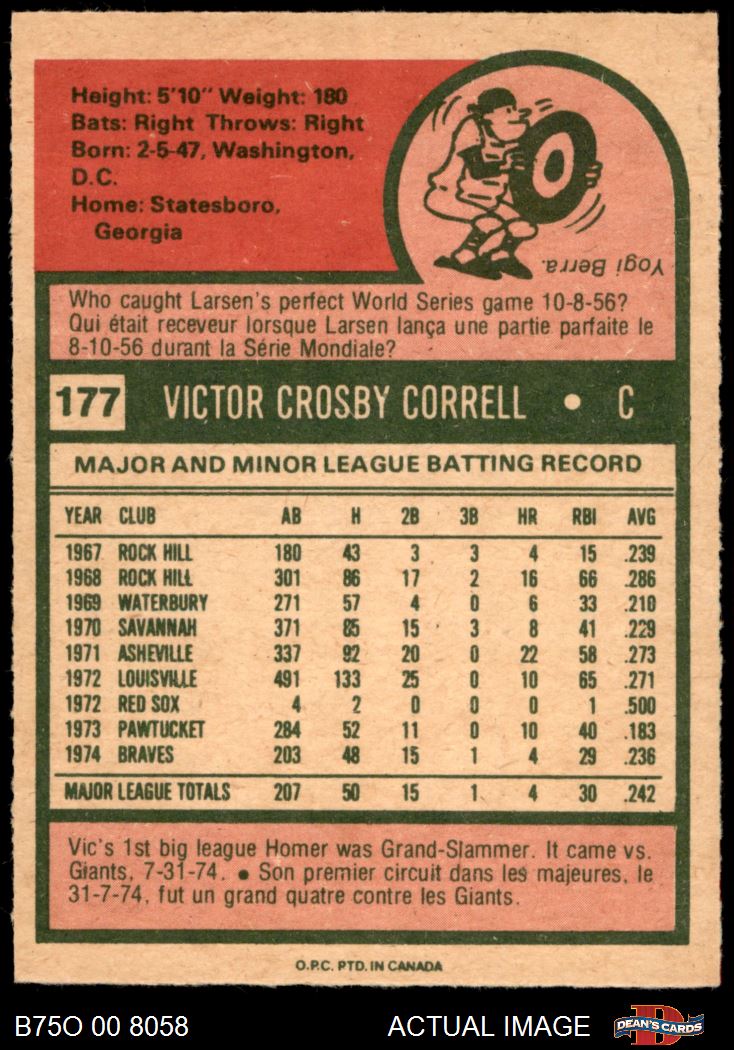 Height: 5'10" Weight: 180
Bats: Right Throws: Right
Born: 2-5-47, Washington,
D.C.
Home: Statesboro,
Georgia
Yogi Berra.
Who caught Larsen's perfect World Series game 10-8-56?
Qui était receveur lorsque Larsen lança une partie parfaite le
8-10-56 durant la Série Mondiale?
177 VICTOR CROSBY CORRELL • C
MAJOR AND MINOR LEAGUE BATTING RECORD
YEAR CLUB AB H 2B 3B HR RBI AVG
1967 ROCK HILL 180 43 3 3 4 15 .239
1968 ROCK HILL 301 86 17 2 16 66 .286
1969 WATERBURY 271 57 4 0 6 33 .210
1970 SAVANNAH 371 85 15 3 8 41 .229
1971 ASHEVILLE 337 92 20 0 22 58 .273
1972 LOUISVILLE 491 133 25 0 10 65 .271
1972 RED SOX 4 2 0 0 0 1 .500
1973 PAWTUCKET 284 52 11 0 10 40 .183
1974 BRAVES 203 48 15 1 4 29 .236
MAJOR LEAGUE TOTALS 207 50 15 1 4 30 .242
Vic's 1st big league Homer was Grand-Slammer. It came vs.
Giants, 7-31-74. • Son premier circuit dans les majeures, le
31-7-74, fut un grand quatre contre les Giants.
O.P.C. PTD. IN CANADA
B75O 00 8058 ACTUAL IMAGE DEAN'S CARDS